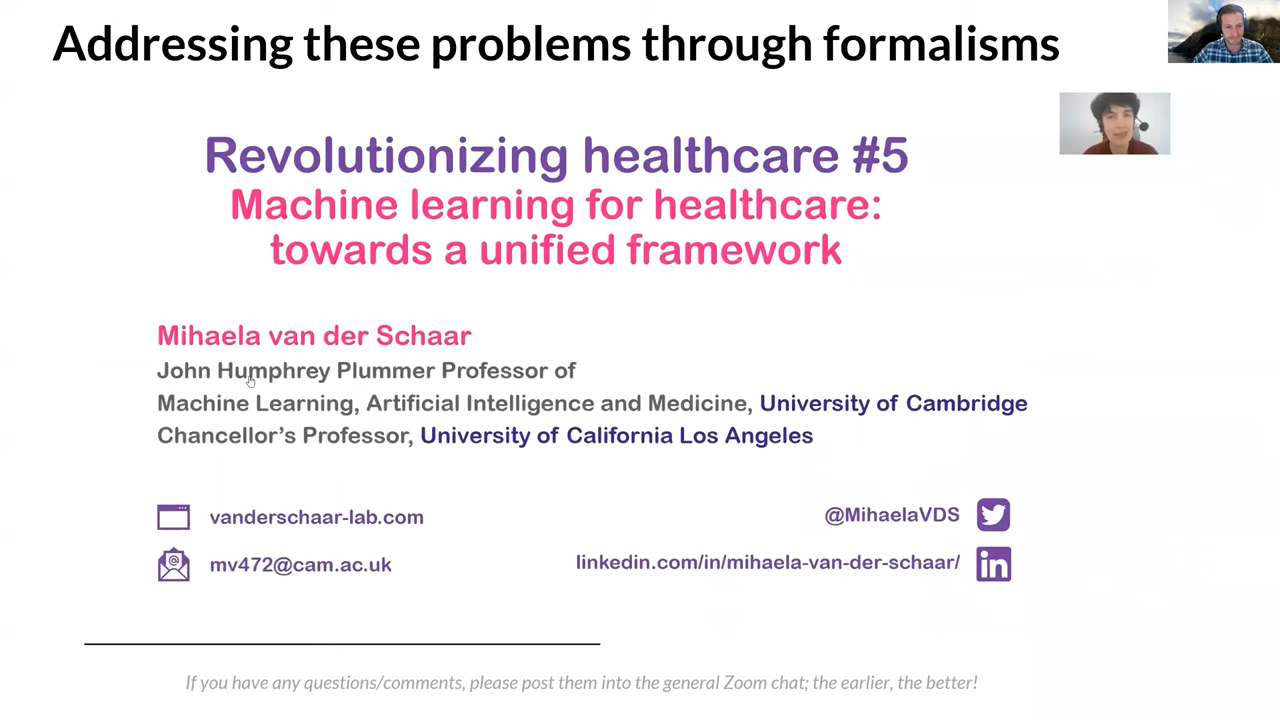 Addressing these problems through formalisms
Revolutionizing healthcare #5
Machine learning for healthcare:
towards a unified framework
Mihaela van der Schaar
John Humphrey Plummer Professor of
Machine Learning, Artificial Intelligence and Medicine, University of Cambridge
Chancellor’s Professor, University of California Los Angeles
vanderschaar-lab.com
@MihaelaVDS
mv472@cam.ac.uk
linkedin.com/in/mihaela-van-der-schaar/
in
If you have any questions/comments, please post them into the general Zoom chat; the earlier, the better!